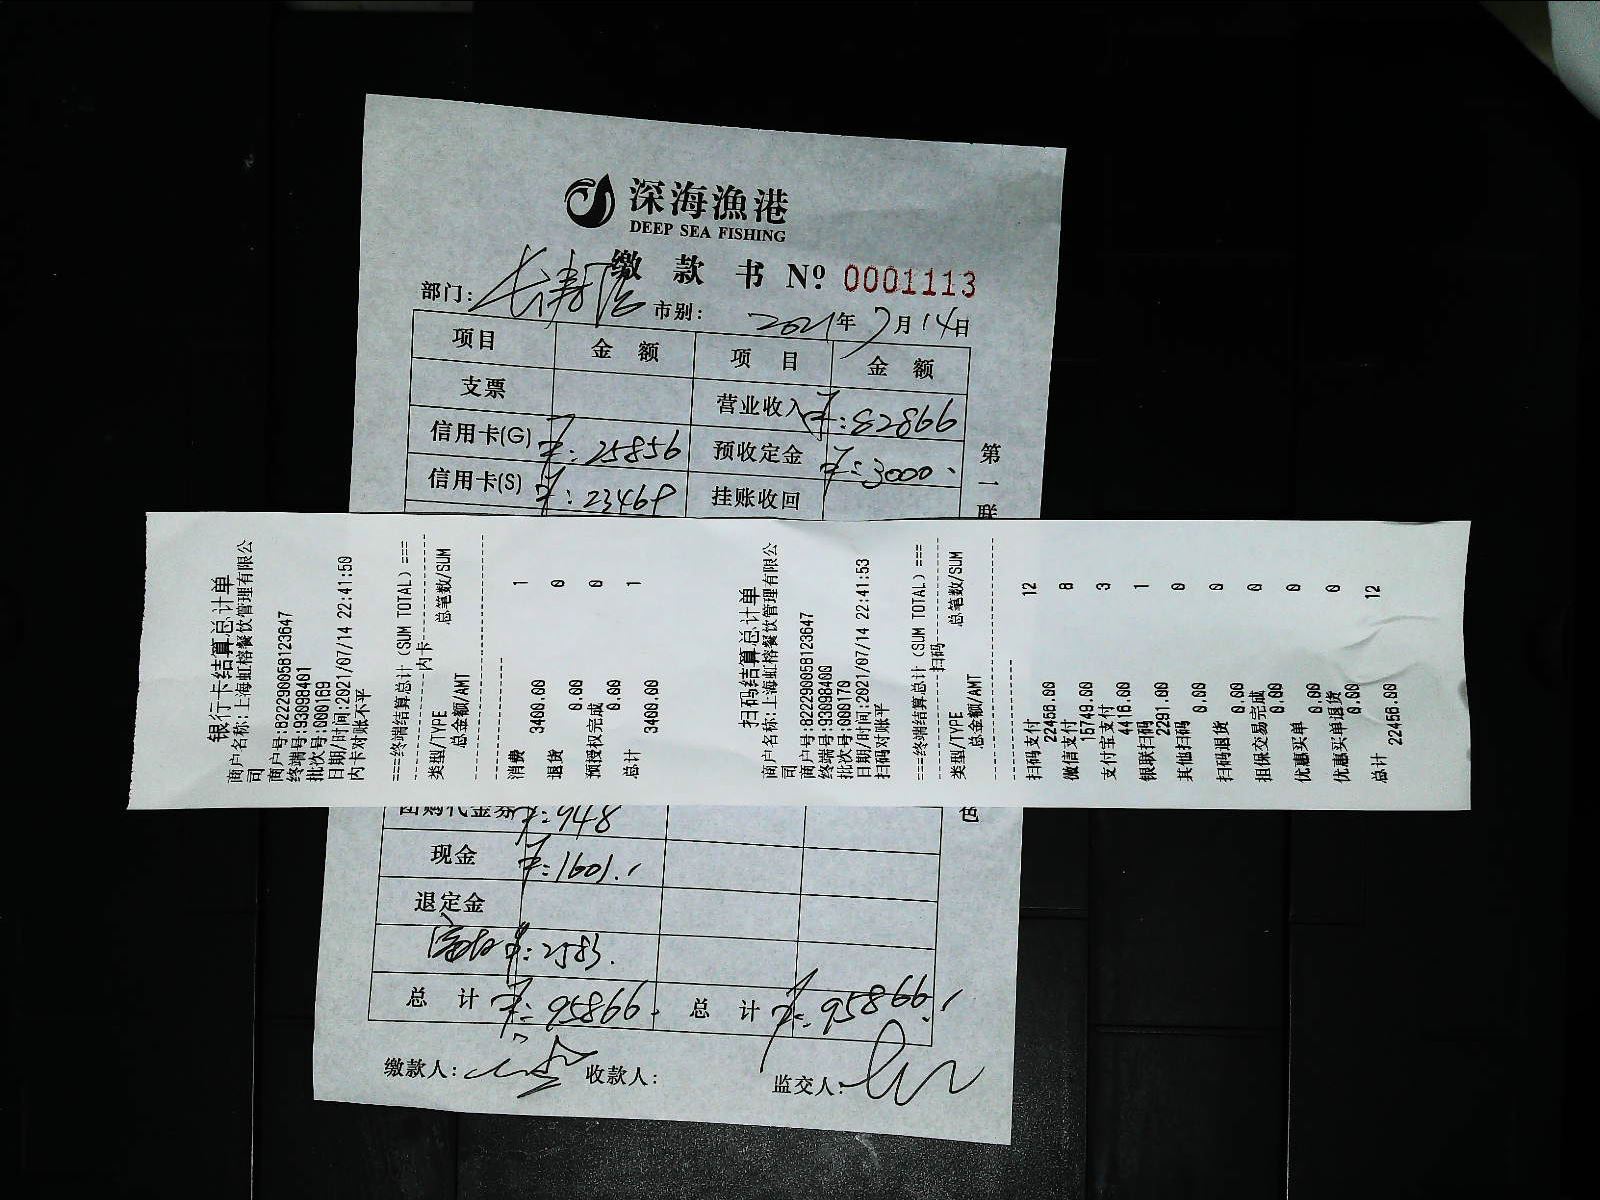 深海漁港
DEEP SEA FISHING
缴款书 Nº 0001113
部门: 市别: 2021年7月14日
项目 金额 项目 金额
支票 营业收入 ¥:82866
信用卡(G) ¥:25856 预收定金 ¥:3000
信用卡(S) ¥:23468 挂账收回
第一联
银行卡结算总计单
商户名称:上海虹榕餐饮管理有限公
司
商户号:822290058123647
终端号:93098401
批次号:000169
日期/时间:2021/07/14 22:41:50
内卡对账不平
===终端结算总计(SUM TOTAL)===
内卡
类型/TYPE 总笔数/SUM
总金额/AMT
消费 1
3400.00
退货 0
0.00
预授权完成 0
0.00
总计 1
3400.00
扫码结算总计单
商户名称:上海虹榕餐饮管理有限公
司
商户号:822290058123647
终端号:93098400
批次号:000170
日期/时间:2021/07/14 22:41:53
扫码对账平
===终端结算总计(SUM TOTAL)===
扫码
类型/TYPE 总笔数/SUM
总金额/AMT
扫码支付 12
22456.00
微信支付 8
15749.00
支付宝支付 3
4416.00
银联扫码 1
2291.00
其他扫码 0
0.00
扫码退货 0
0.00
担保交易完成 0
0.00
优惠买单 0
0.00
优惠买单退货 0
0.00
总计 12
22456.00
团购代金券 ¥:948
现金 ¥:1601.
退定金
¥:2583.
总计 ¥:95866. 总计 ¥:95866.
缴款人: 收款人: 监交人: